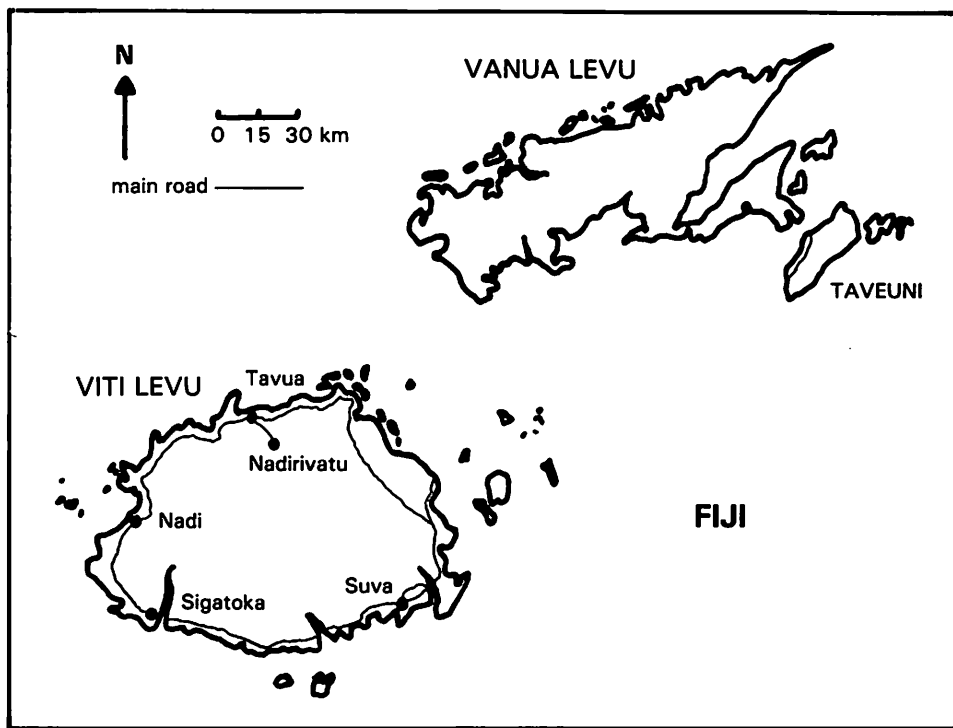 N
VANUA LEVU
0 15 30 km
main road
TAVEUNI
VITI LEVU
Tavua
Nadirivatu
Nadi
FIJI
Sigatoka
Suva